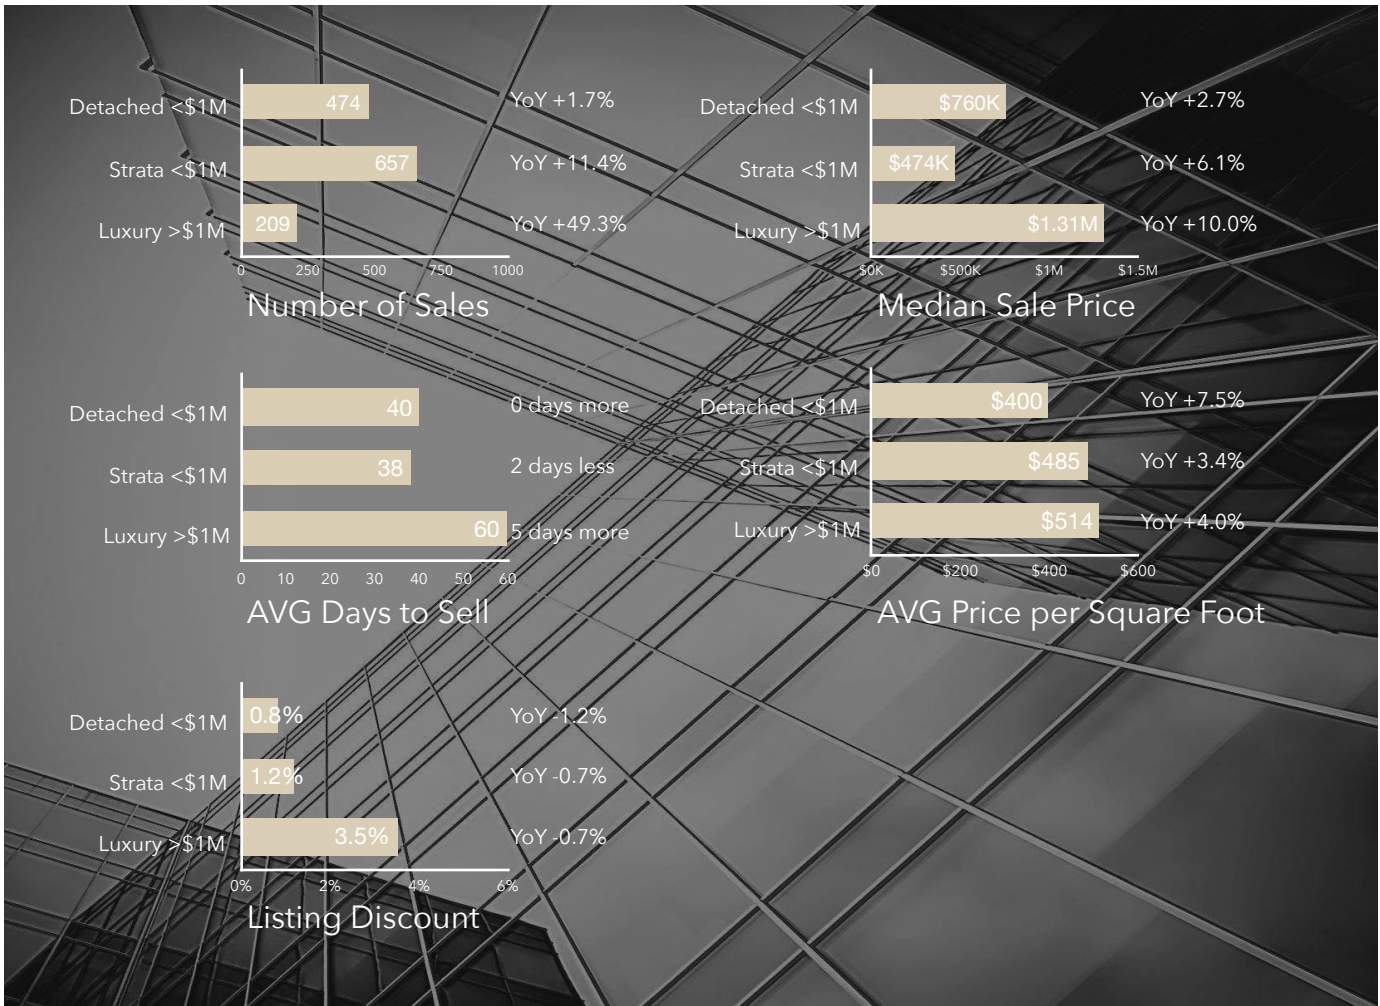 Detached <$1M 474 YoY +1.7%
Strata <$1M 657 YoY +11.4%
Luxury >$1M 209 YoY +49.3%
0 250 500 750 1000
Number of Sales
Detached <$1M $760K YoY +2.7%
Strata <$1M $474K YoY +6.1%
Luxury >$1M $1.31M YoY +10.0%
$0K $500K $1M $1.5M
Median Sale Price
Detached <$1M 40 0 days more
Strata <$1M 38 2 days less
Luxury >$1M 60 5 days more
0 10 20 30 40 50 60
AVG Days to Sell
Detached <$1M $400 YoY +7.5%
Strata <$1M $485 YoY +3.4%
Luxury >$1M $514 YoY +4.0%
$0 $200 $400 $600
AVG Price per Square Foot
Detached <$1M 0.8% YoY -1.2%
Strata <$1M 1.2% YoY -0.7%
Luxury >$1M 3.5% YoY -0.7%
0% 2% 4% 6%
Listing Discount